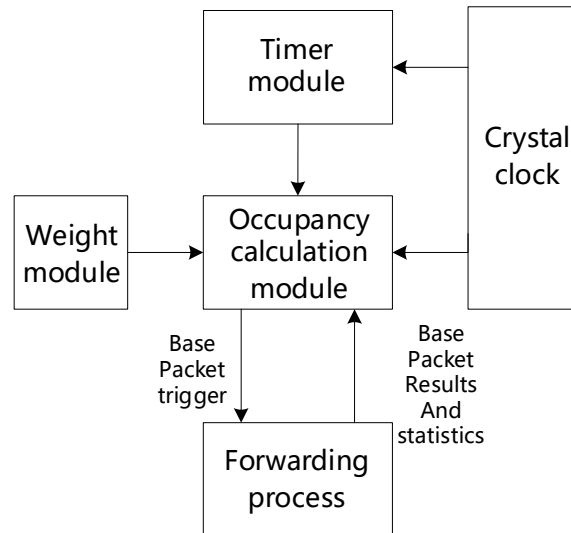 Timer
module
Crystal
clock
Weight
module
Occupancy
calculation
module
Base
Packet
trigger
Base
Packet
Results
And
statistics
Forwarding
process